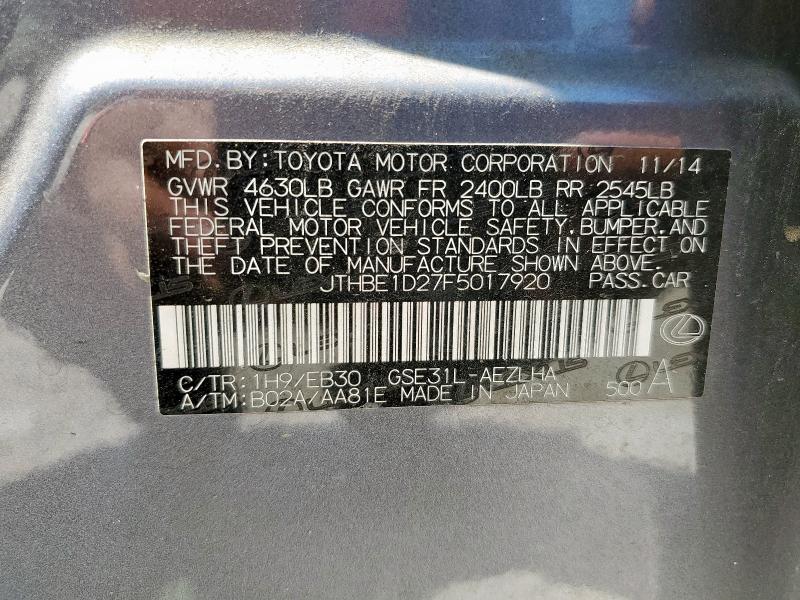 MFD. BY: TOYOTA MOTOR CORPORATION 11/14
GVWR 4630LB GAWR FR 2400LB RR 2545LB
THIS VEHICLE CONFORMS TO ALL APPLICABLE
FEDERAL MOTOR VEHICLE SAFETY, BUMPER, AND
THEFT PREVENTION STANDARDS IN EFFECT ON
THE DATE OF MANUFACTURE SHOWN ABOVE.
JTHBE1D27F5017920 PASS. CAR
C/TR: 1H9/EB30 GSE31L-AEZLHA
A/TM: B02A/AA81E MADE IN JAPAN 500 A